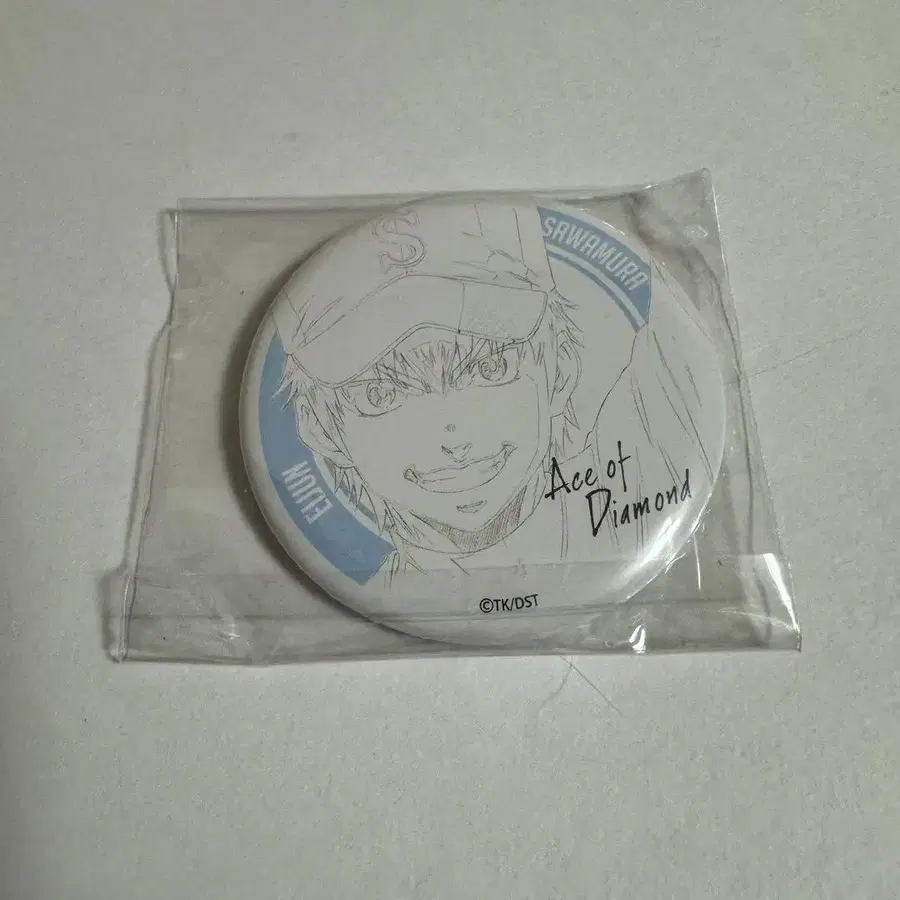 S
SAWAMURA
EIJUN
Ace of
Diamond
©TK/DST